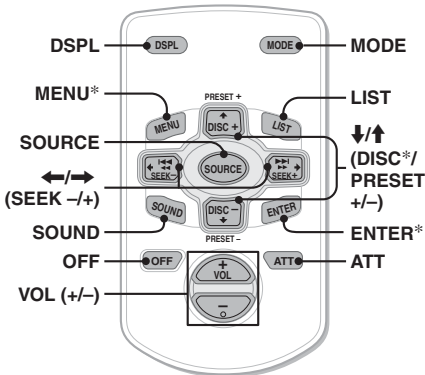 DSPL
DSPL
MODE
MODE
MENU*
MENU
PRESET +
DISC +
LIST
LIST
SOURCE
SOURCE
SEEK–
SEEK+
←/→
(SEEK –/+)
↓/↑
(DISC*/
PRESET
+/–)
SOUND
SOUND
DISC –
PRESET –
ENTER
ENTER*
OFF
OFF
ATT
ATT
VOL (+/–)
+
VOL
–